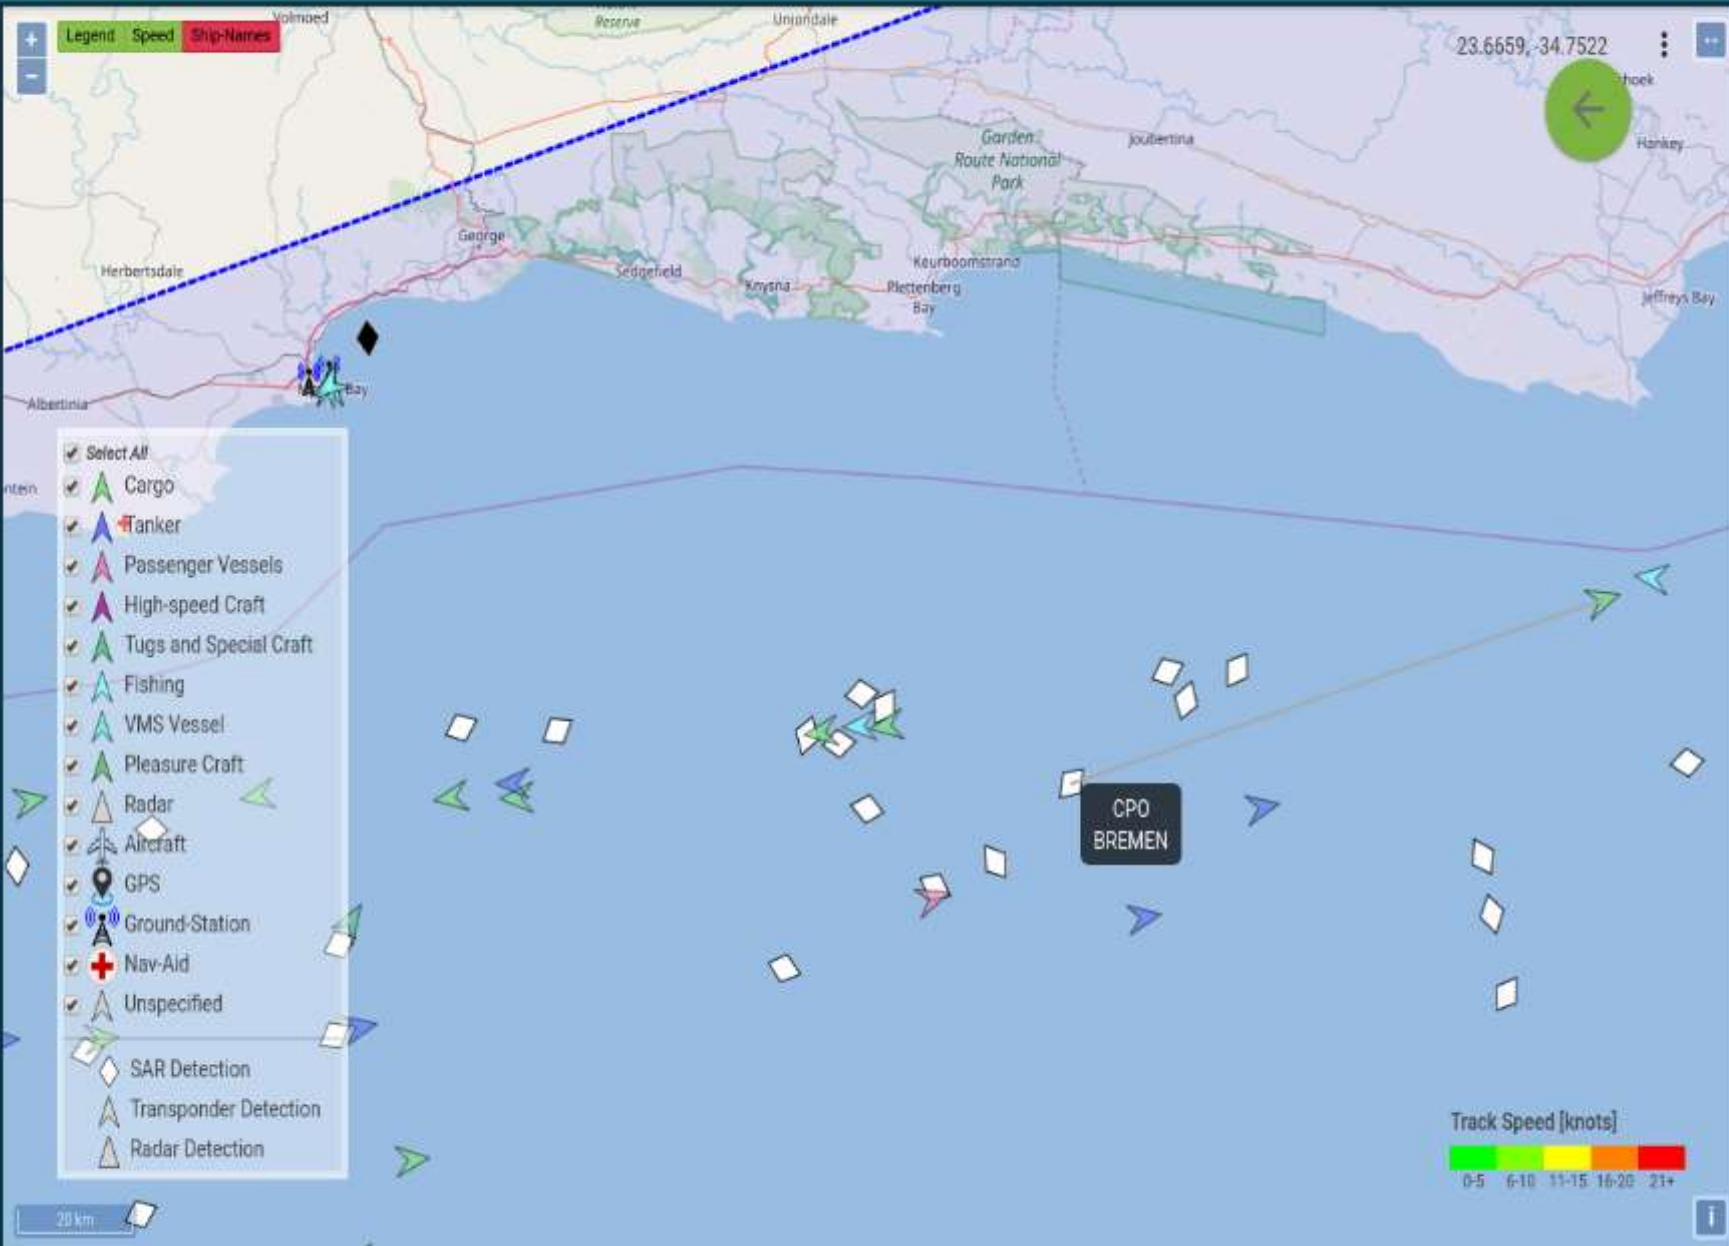 Volmoed
Reserve
Uniondale
+
Legend Speed Ship-Names
23.6659, -34.7522
−
hoek
Garden
Route National
Park
Joubertina
Hankey
George
Herbertsdale
Sedgefield
Keurboomstrand
Knysna
Plettenberg
Bay
Jeffreys Bay
Bay
Albertinia
Select All
Cargo
ntein
Tanker
Passenger Vessels
High-speed Craft
Tugs and Special Craft
Fishing
VMS Vessel
Pleasure Craft
Radar
Aircraft
GPS
Ground-Station
Nav-Aid
Unspecified
SAR Detection
Transponder Detection
Radar Detection
CPO
BREMEN
Track Speed [knots]
0-5 6-10 11-15 16-20 21+
20 km
i